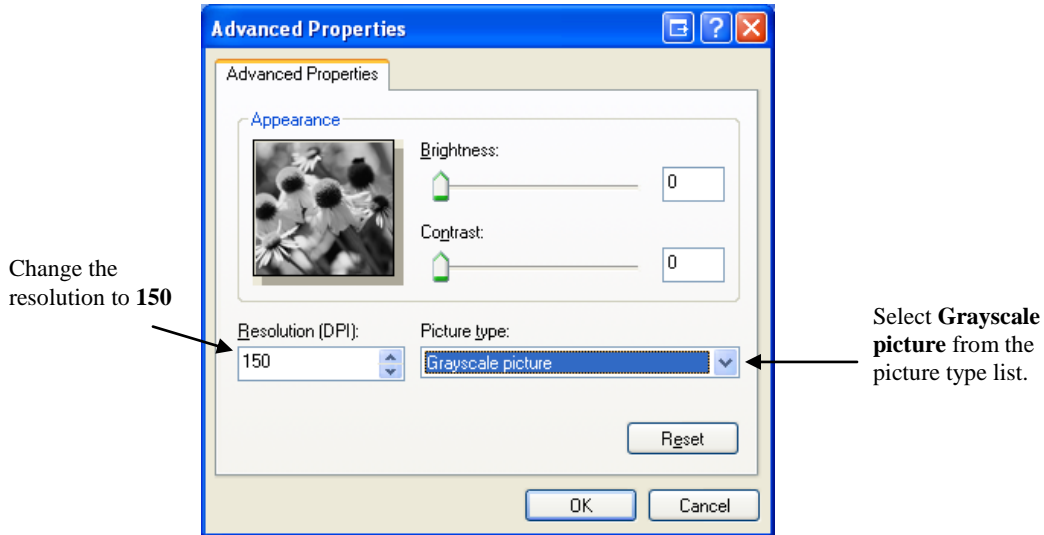 Advanced Properties
Advanced Properties
Appearance
Brightness:
0
Contrast:
0
Change the
resolution to 150
Resolution (DPI):
150
Picture type:
Grayscale picture
Select Grayscale
picture from the
picture type list.
Reset
OK
Cancel